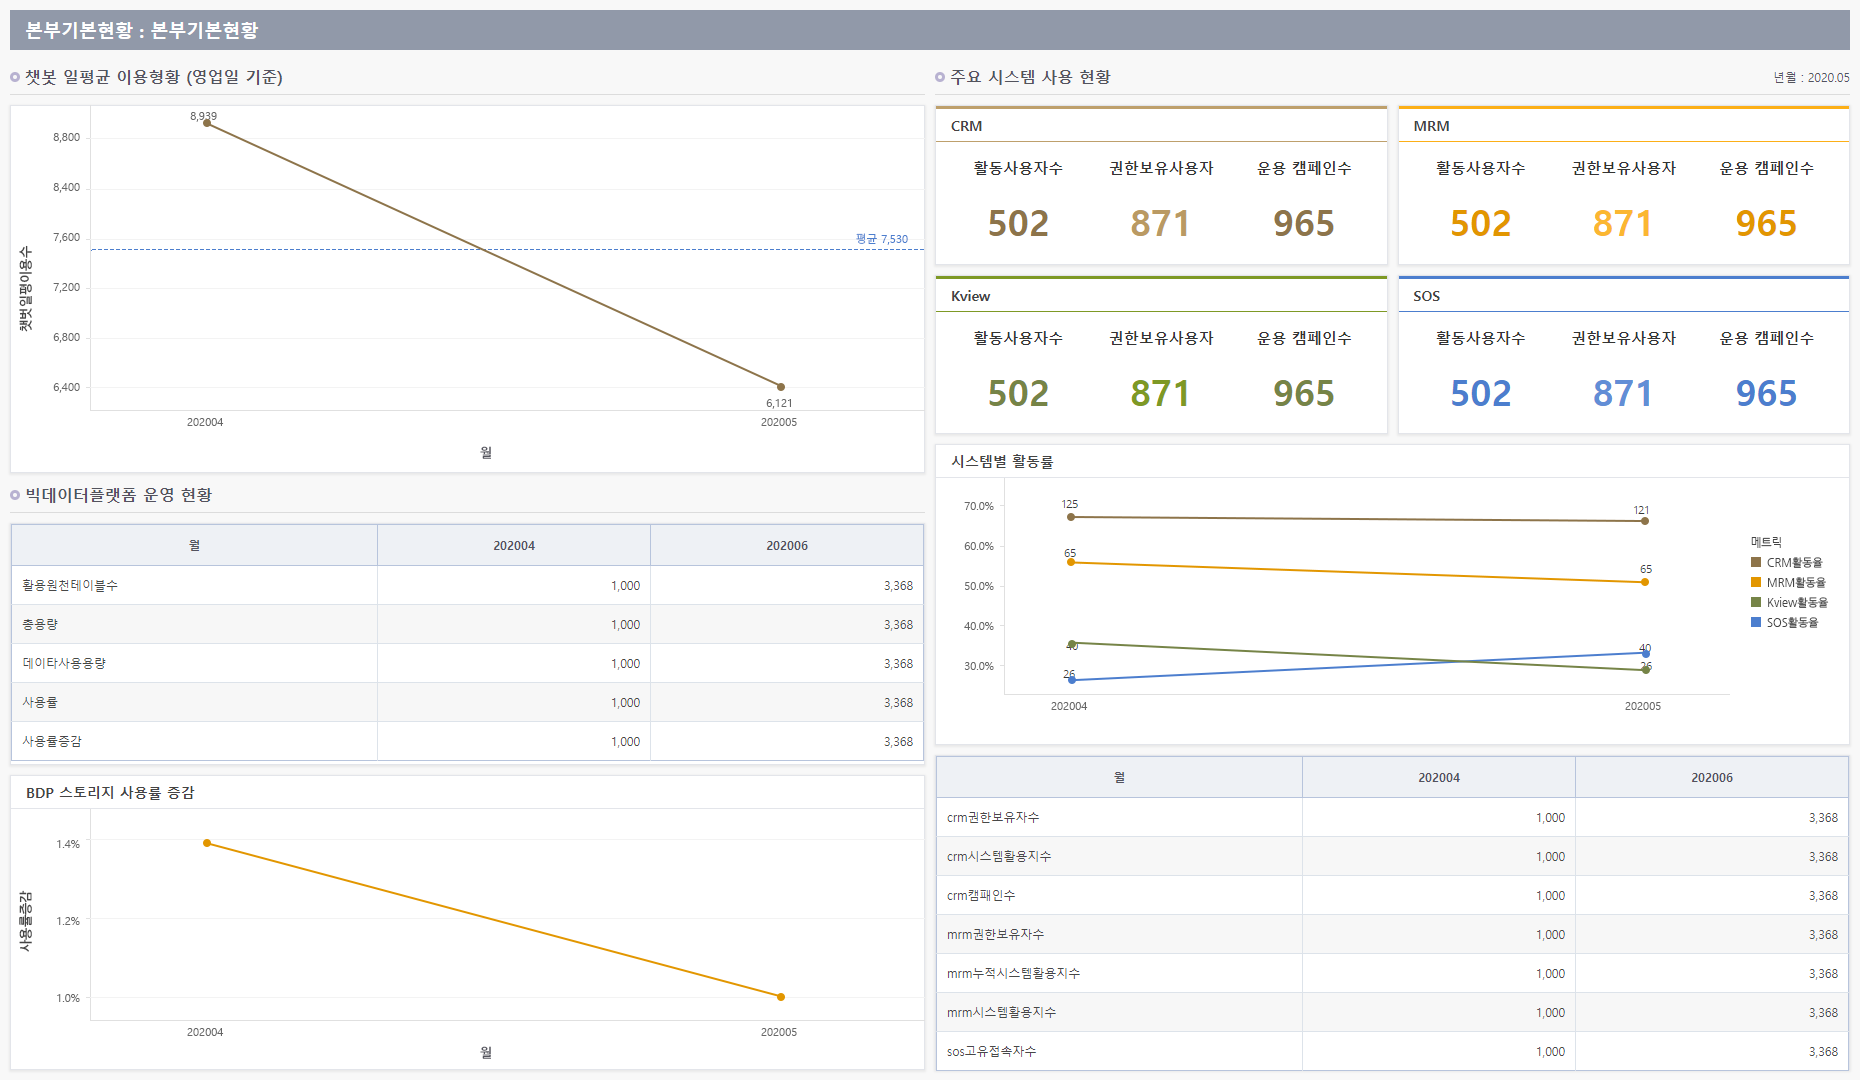 본부기본현황 : 본부기본현황
챗봇 일평균 이용형황 (영업일 기준)
8,939
8,800
8,400
7,600
7,200
6,800
6,400
평균 7,530
6,121
챗벗일평이용수
202004
202005
월
빅데이터플랫폼 운영 현황
월 202004 202006
활용원천테이블수 1,000 3,368
총용량 1,000 3,368
데이타사용용량 1,000 3,368
사용률 1,000 3,368
사용률증감 1,000 3,368
BDP 스토리지 사용률 증감
1.4%
1.2%
1.0%
사용률증감
202004
202005
월
주요 시스템 사용 현황
년월 : 2020.05
CRM
활동사용자수 권한보유사용자 운용 캠페인수
502 871 965
MRM
활동사용자수 권한보유사용자 운용 캠페인수
502 871 965
Kview
활동사용자수 권한보유사용자 운용 캠페인수
502 871 965
SOS
활동사용자수 권한보유사용자 운용 캠페인수
502 871 965
시스템별 활동률
70.0%
60.0%
50.0%
40.0%
30.0%
125
121
65
65
40
40
26
26
202004
202005
메트릭
CRM활동율
MRM활동율
Kview활동율
SOS활동율
월 202004 202006
crm권한보유자수 1,000 3,368
crm시스템활용지수 1,000 3,368
crm캠패인수 1,000 3,368
mrm권한보유자수 1,000 3,368
mrm누적시스템활용지수 1,000 3,368
mrm시스템활용지수 1,000 3,368
sos고유접속자수 1,000 3,368